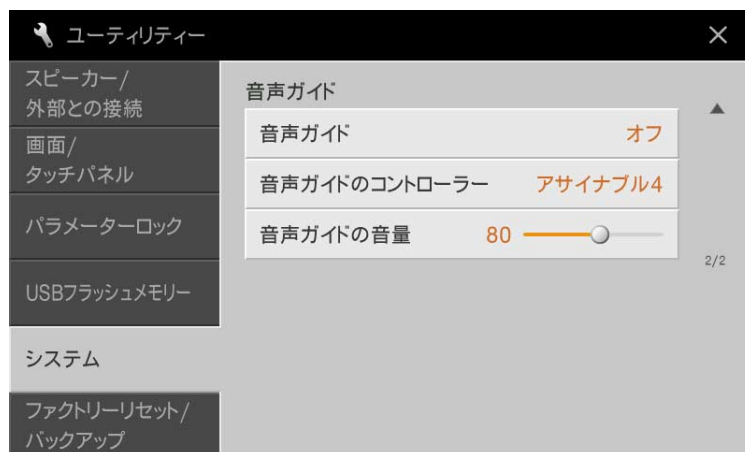 ユーティリティー
スピーカー/
外部との接続
画面/
タッチパネル
パラメーターロック
USBフラッシュメモリー
システム
ファクトリーリセット/
バックアップ
音声ガイド
音声ガイド オフ
音声ガイドのコントローラー アサイナブル4
音声ガイドの音量 80
2/2